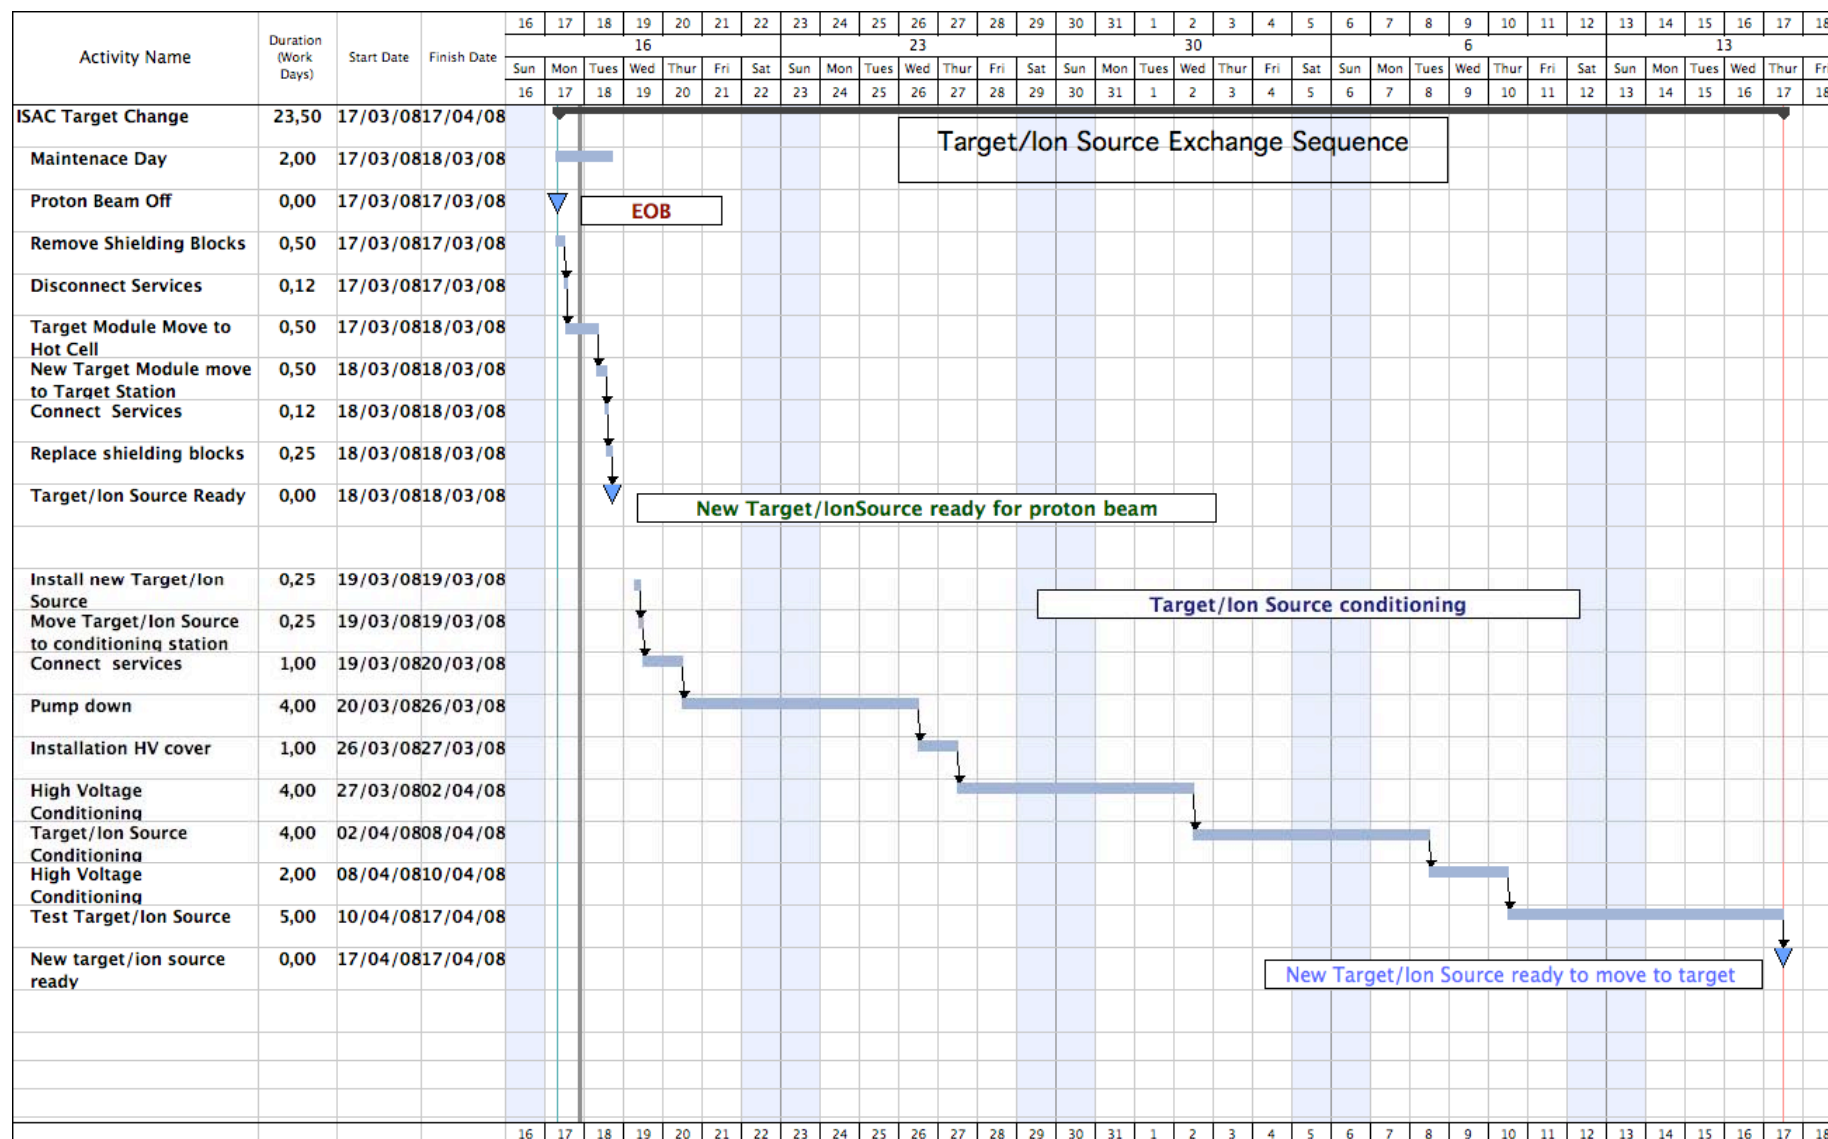 16 17 18 19 20 21 22 23 24 25 26 27 28 29 30 31 1 2 3 4 5 6 7 8 9 10 11 12 13 14 15 16 17 18
Activity Name Duration (Work Days) Start Date Finish Date
16 23 30 6 13
Sun Mon Tues Wed Thur Fri Sat Sun Mon Tues Wed Thur Fri Sat Sun Mon Tues Wed Thur Fri Sat Sun Mon Tues Wed Thur Fri Sat Sun Mon Tues Wed Thur Fri
16 17 18 19 20 21 22 23 24 25 26 27 28 29 30 31 1 2 3 4 5 6 7 8 9 10 11 12 13 14 15 16 17 18
ISAC Target Change 23,50 17/03/08 17/04/08
Target/Ion Source Exchange Sequence
Maintenace Day 2,00 17/03/08 18/03/08
Proton Beam Off 0,00 17/03/08 17/03/08
EOB
Remove Shielding Blocks 0,50 17/03/08 17/03/08
Disconnect Services 0,12 17/03/08 17/03/08
Target Module Move to 0,50 17/03/08 18/03/08
Hot Cell
New Target Module move 0,50 18/03/08 18/03/08
to Target Station
Connect Services 0,12 18/03/08 18/03/08
Replace shielding blocks 0,25 18/03/08 18/03/08
Target/Ion Source Ready 0,00 18/03/08 18/03/08
New Target/IonSource ready for proton beam
Install new Target/Ion 0,25 19/03/08 19/03/08
Source
Target/Ion Source conditioning
Move Target/Ion Source 0,25 19/03/08 19/03/08
to conditioning station
Connect services 1,00 19/03/08 20/03/08
Pump down 4,00 20/03/08 26/03/08
Installation HV cover 1,00 26/03/08 27/03/08
High Voltage 4,00 27/03/08 02/04/08
Conditioning
Target/Ion Source 4,00 02/04/08 08/04/08
Conditioning
High Voltage 2,00 08/04/08 10/04/08
Conditioning
Test Target/Ion Source 5,00 10/04/08 17/04/08
New target/ion source 0,00 17/04/08 17/04/08
ready
New Target/Ion Source ready to move to target
16 17 18 19 20 21 22 23 24 25 26 27 28 29 30 31 1 2 3 4 5 6 7 8 9 10 11 12 13 14 15 16 17 18